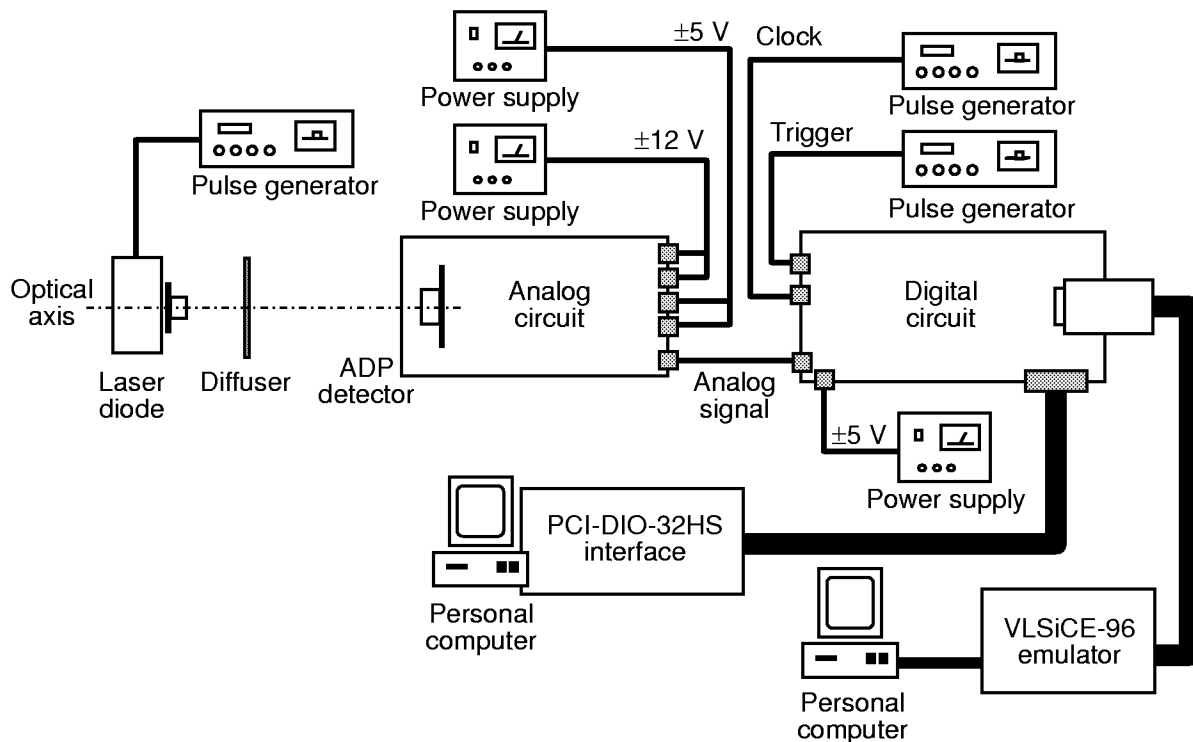 ±5 V
Power supply
±12 V
Power supply
Pulse generator
Clock
Pulse generator
Trigger
Pulse generator
Optical
axis
Laser
diode
Diffuser
ADP
detector
Analog
circuit
Analog
signal
Digital
circuit
±5 V
Power supply
PCI-DIO-32HS
interface
Personal
computer
VLSiCE-96
emulator
Personal
computer